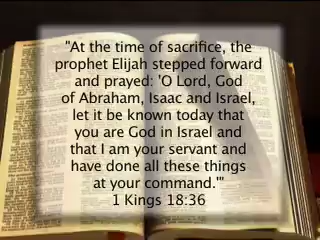 "At the time of sacrifice, the
prophet Elijah stepped forward
and prayed: 'O Lord, God
of Abraham, Isaac and Israel,
let it be known today that
you are God in Israel and
that I am your servant and
have done all these things
at your command.'"
1 Kings 18:36